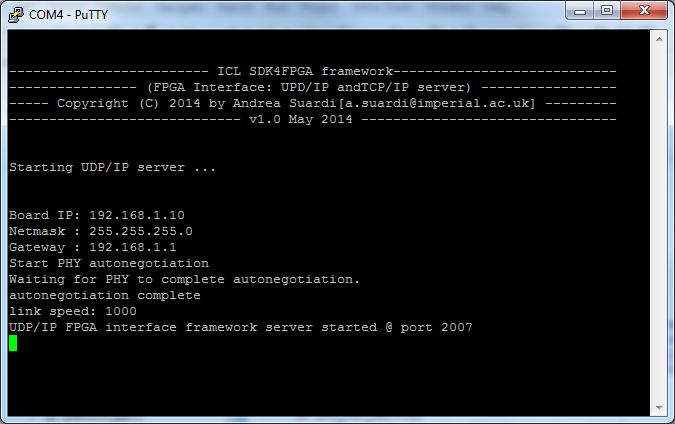 COM4 - PuTTY
------------------------- ICL SDK4FPGA framework----------------------------
---------------- (FPGA Interface: UPD/IP andTCP/IP server) -----------------
----- Copyright (C) 2014 by Andrea Suardi[a.suardi@imperial.ac.uk] ---------
----------------------------- v1.0 May 2014 --------------------------------
Starting UDP/IP server ...
Board IP: 192.168.1.10
Netmask : 255.255.255.0
Gateway : 192.168.1.1
Start PHY autonegotiation
Waiting for PHY to complete autonegotiation.
autonegotiation complete
link speed: 1000
UDP/IP FPGA interface framework server started @ port 2007